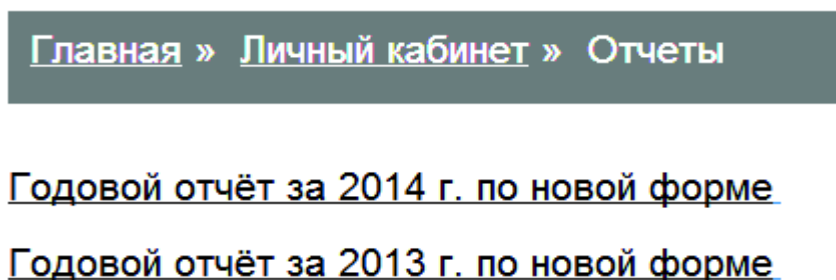 Главная » Личный кабинет » Отчеты
Годовой отчёт за 2014 г. по новой форме
Годовой отчёт за 2013 г. по новой форме